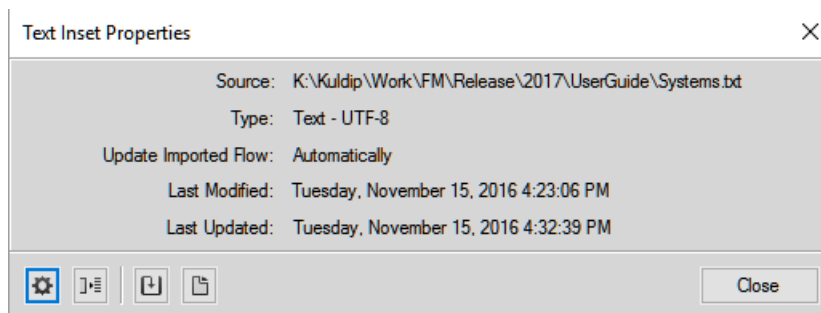 Text Inset Properties
Source: K:\Kuldip\Work\FM\Release\2017\UserGuide\Systems.txt
Type: Text - UTF-8
Update Imported Flow: Automatically
Last Modified: Tuesday, November 15, 2016 4:23:06 PM
Last Updated: Tuesday, November 15, 2016 4:32:39 PM
Close